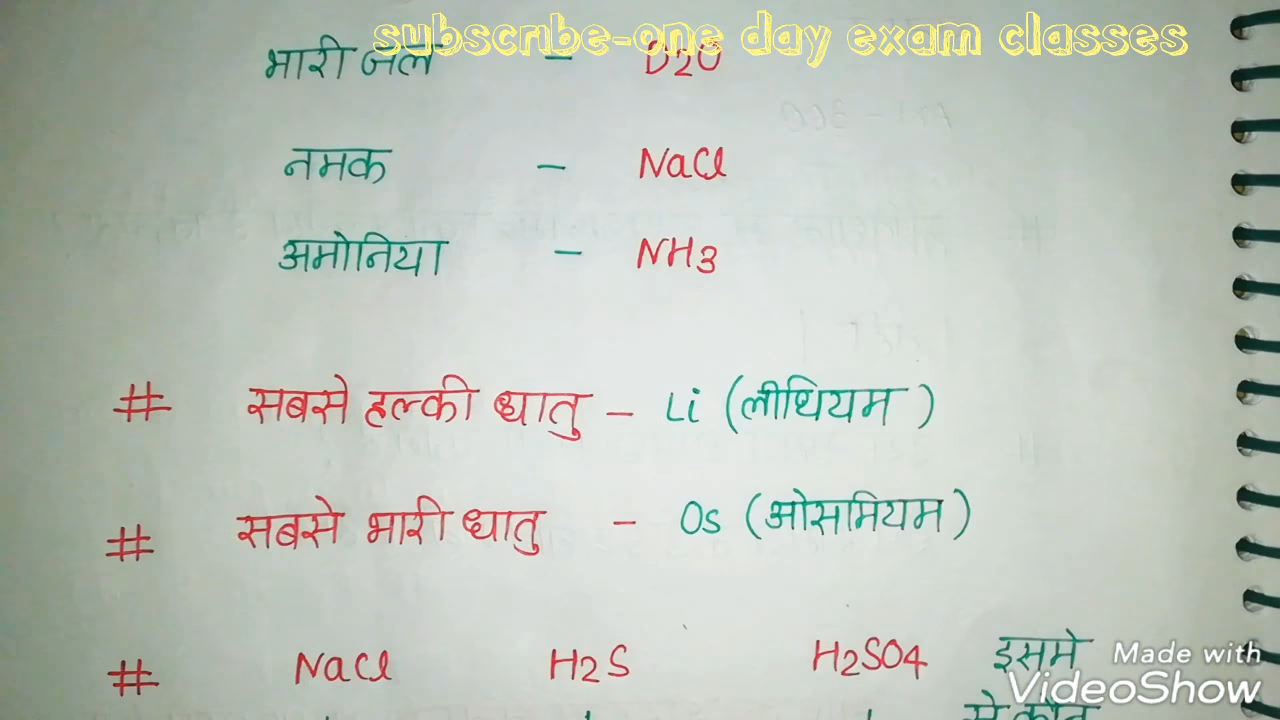 subscribe-one day exam classes
भारी जल - D2O
नमक - NaCl
अमोनिया - NH3
# सबसे हल्की धातु - Li (लीथियम)
# सबसे भारी धातु - Os (ओसमियम)
# NaCl H2S H2SO4 इसमे
से कौन
Made with
VideoShow